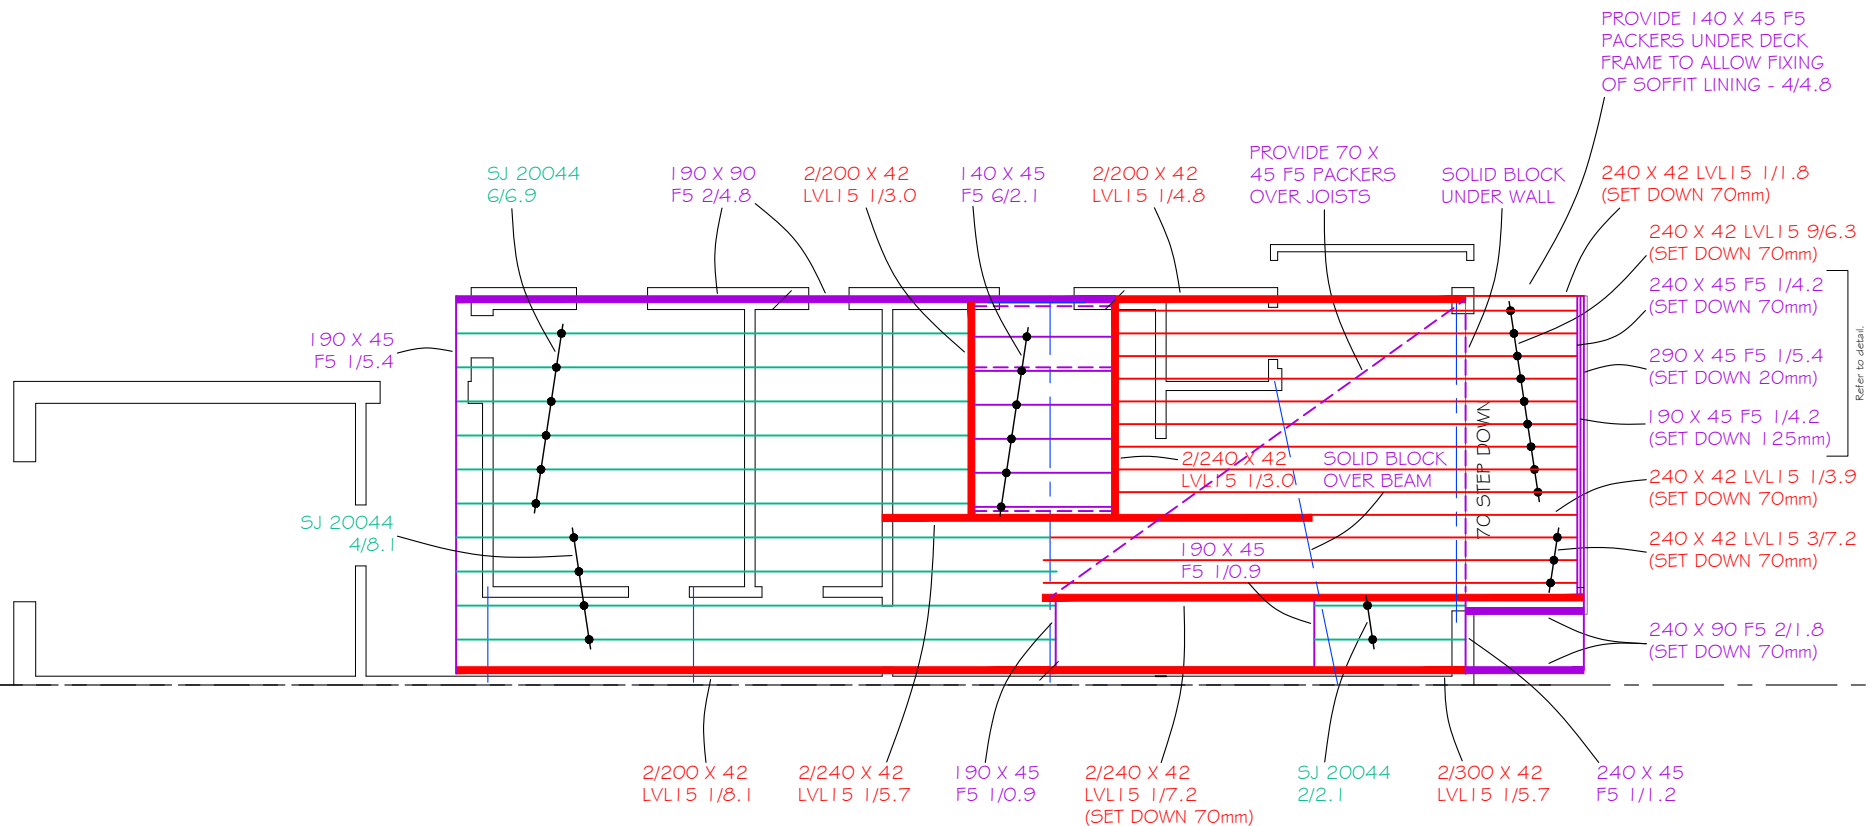 PROVIDE 140 X 45 F5
PACKERS UNDER DECK
FRAME TO ALLOW FIXING
OF SOFFIT LINING - 4/4.8
SJ 20044
6/6.9
190 X 90
F5 2/4.8
2/200 X 42
LVL15 1/3.0
140 X 45
F5 6/2.1
2/200 X 42
LVL15 1/4.8
PROVIDE 70 X
45 F5 PACKERS
OVER JOISTS
SOLID BLOCK
UNDER WALL
240 X 42 LVL15 1/1.8
(SET DOWN 70mm)
240 X 42 LVL15 9/6.3
(SET DOWN 70mm)
240 X 45 F5 1/4.2
(SET DOWN 70mm)
290 X 45 F5 1/5.4
(SET DOWN 20mm)
190 X 45 F5 1/4.2
(SET DOWN 125mm)
Refer to detail.
190 X 45
F5 1/5.4
2/240 X 42
LVL15 1/3.0
SOLID BLOCK
OVER BEAM
70 STEP DOWN
240 X 42 LVL15 1/3.9
(SET DOWN 70mm)
SJ 20044
4/8.1
190 X 45
F5 1/0.9
240 X 42 LVL15 3/7.2
(SET DOWN 70mm)
240 X 90 F5 2/1.8
(SET DOWN 70mm)
2/200 X 42
LVL15 1/8.1
2/240 X 42
LVL15 1/5.7
190 X 45
F5 1/0.9
2/240 X 42
LVL15 1/7.2
(SET DOWN 70mm)
SJ 20044
2/2.1
2/300 X 42
LVL15 1/5.7
240 X 45
F5 1/1.2